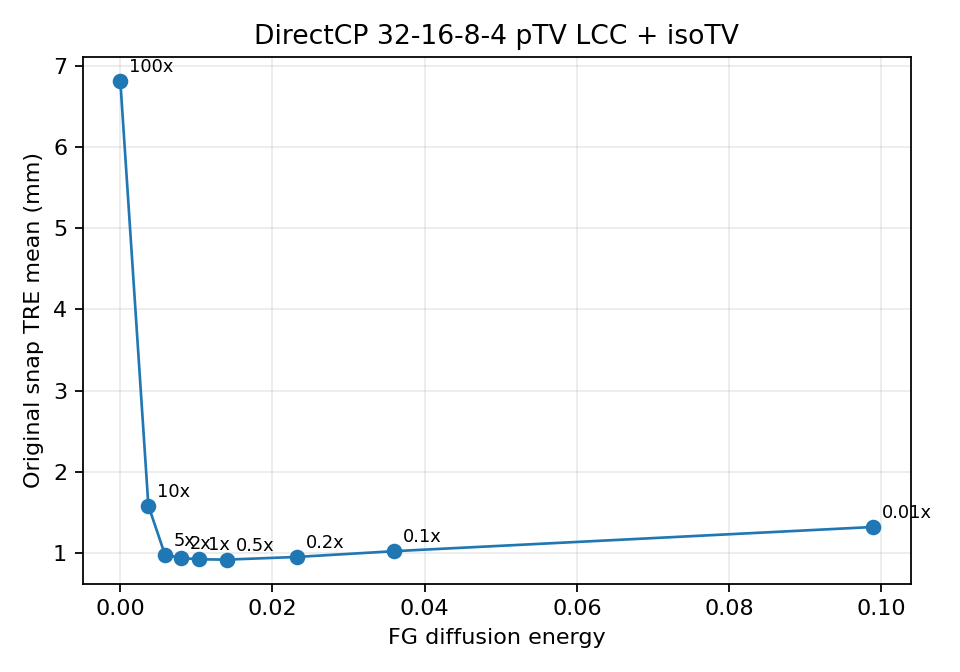 DirectCP 32-16-8-4 pTV LCC + isoTV
Original snap TRE mean (mm)
7
6
5
4
3
2
1
100x
10x
5x
2x
1x
0.5x
0.2x
0.1x
0.01x
0.00
0.02
0.04
0.06
0.08
0.10
FG diffusion energy